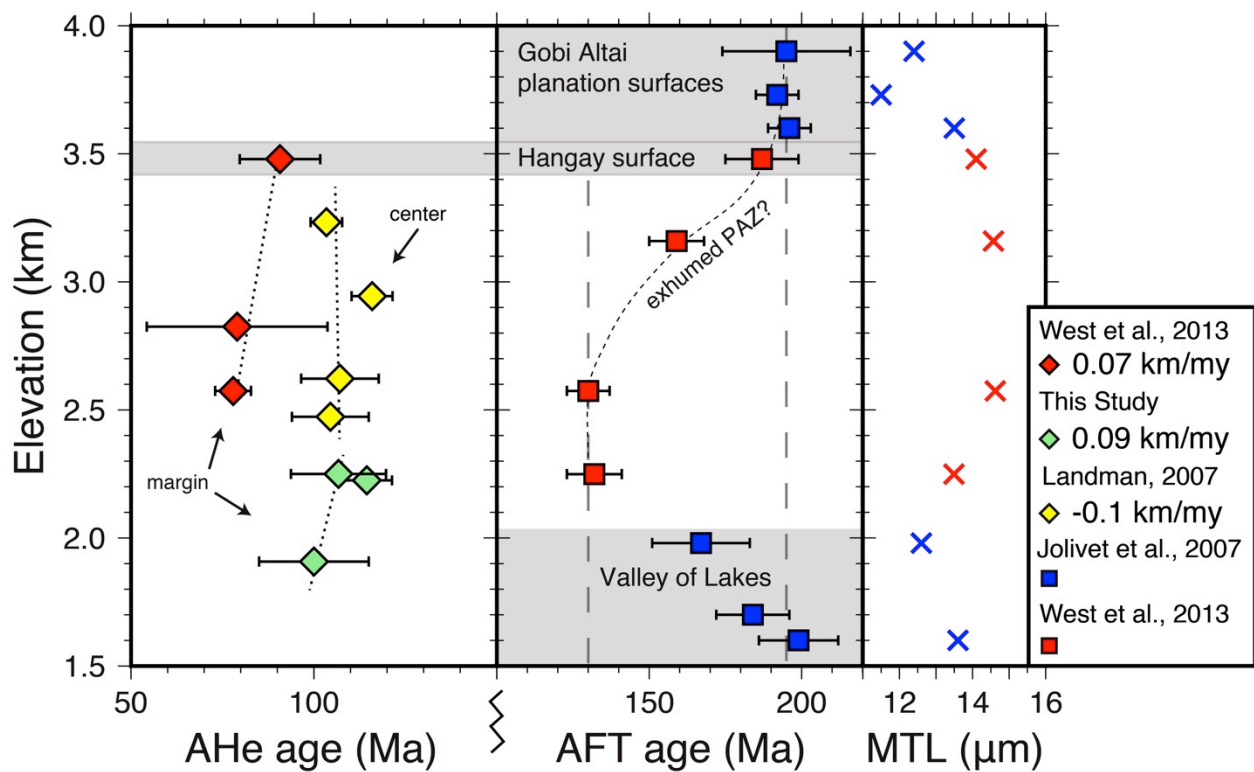 4.0
3.5
3.0
2.5
2.0
1.5
Elevation (km)
Gobi Altai
planation surfaces
Hangay surface
center
exhumed PAZ?
margin
Valley of Lakes
West et al., 2013
0.07 km/my
This Study
0.09 km/my
Landman, 2007
-0.1 km/my
Jolivet et al., 2007
West et al., 2013
50
100
150
200
12
14
16
AHe age (Ma)
AFT age (Ma)
MTL (µm)